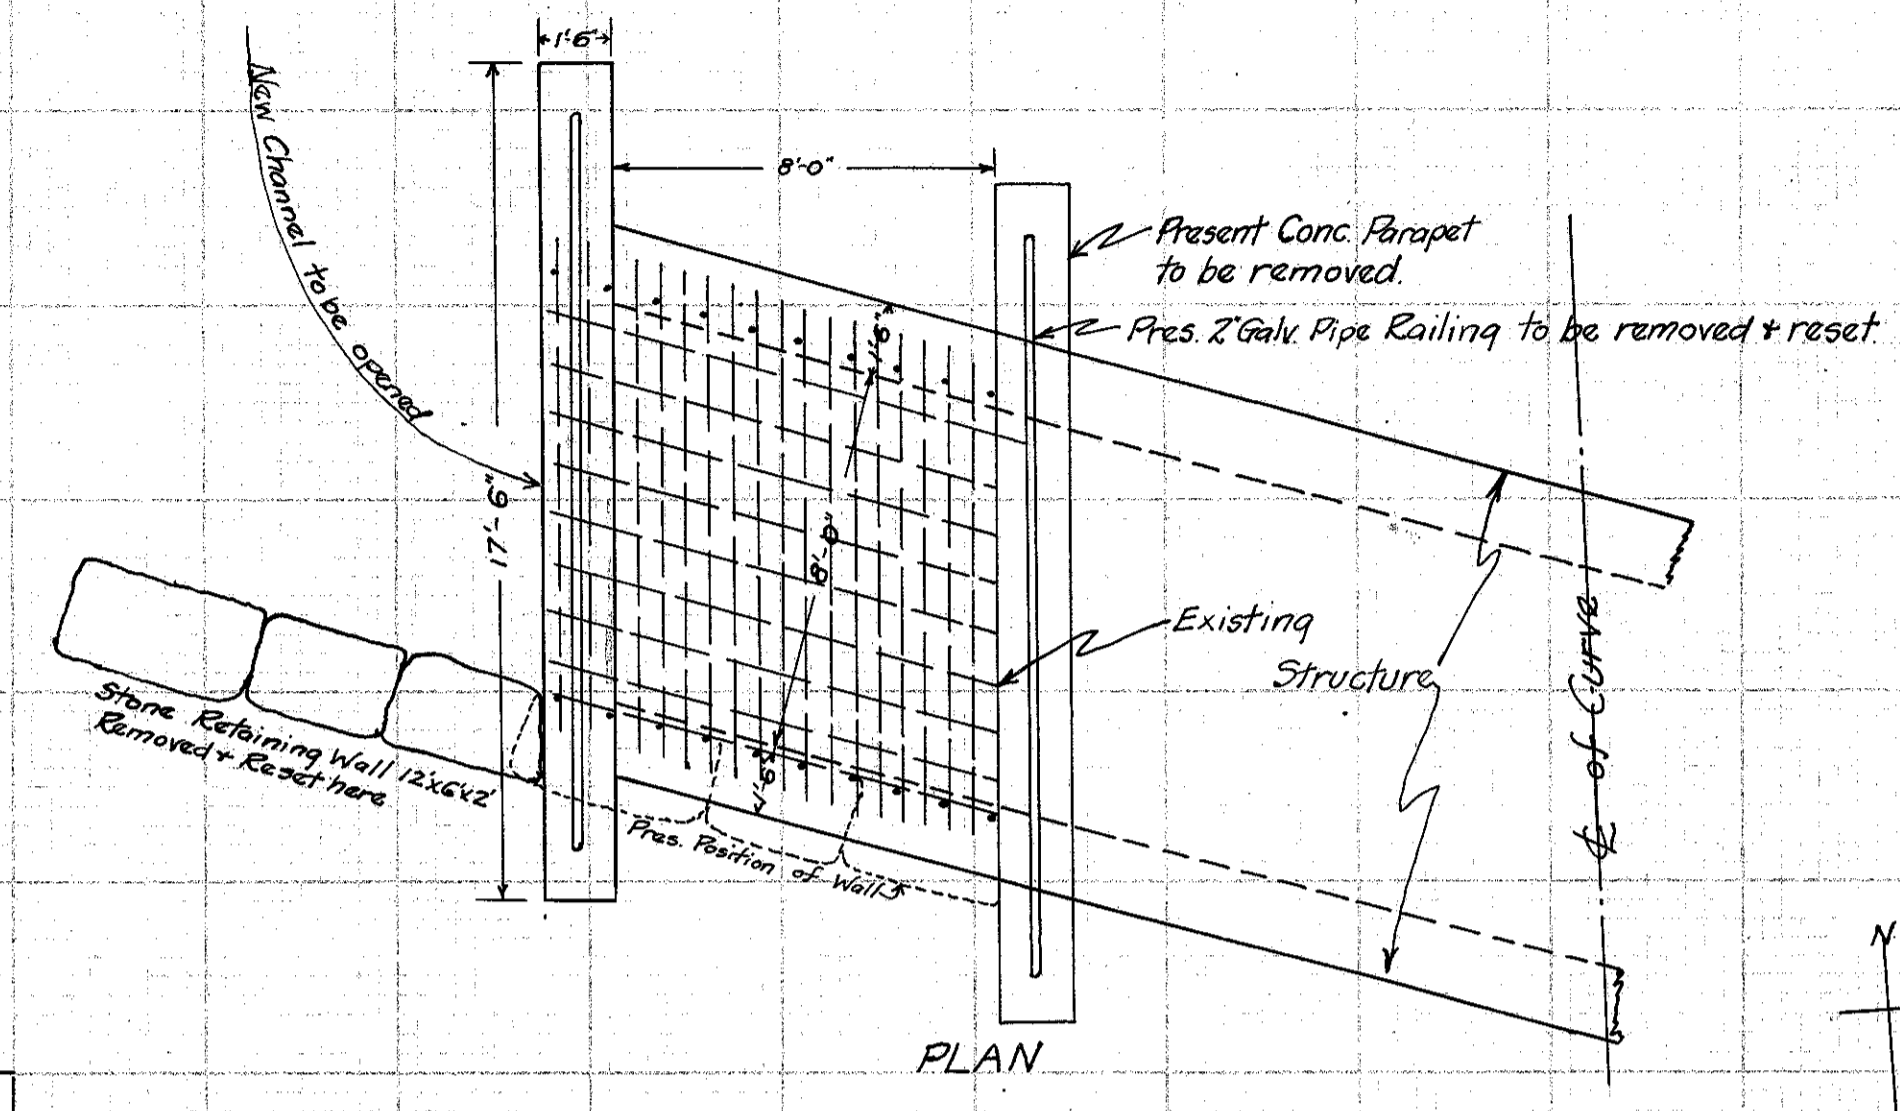 1'-6"
New Channel to be opened
8'-0"
Present Conc. Parapet
to be removed.
Pres. 2" Galv. Pipe Railing to be removed & reset.
1'-6"
17'-6"
8'-0"
Existing
Structure
℄ of Curve
Stone Retaining Wall 12'x6'x2'
Removed & Reset here
1'-6"
Pres. Position of Wall
N
PLAN